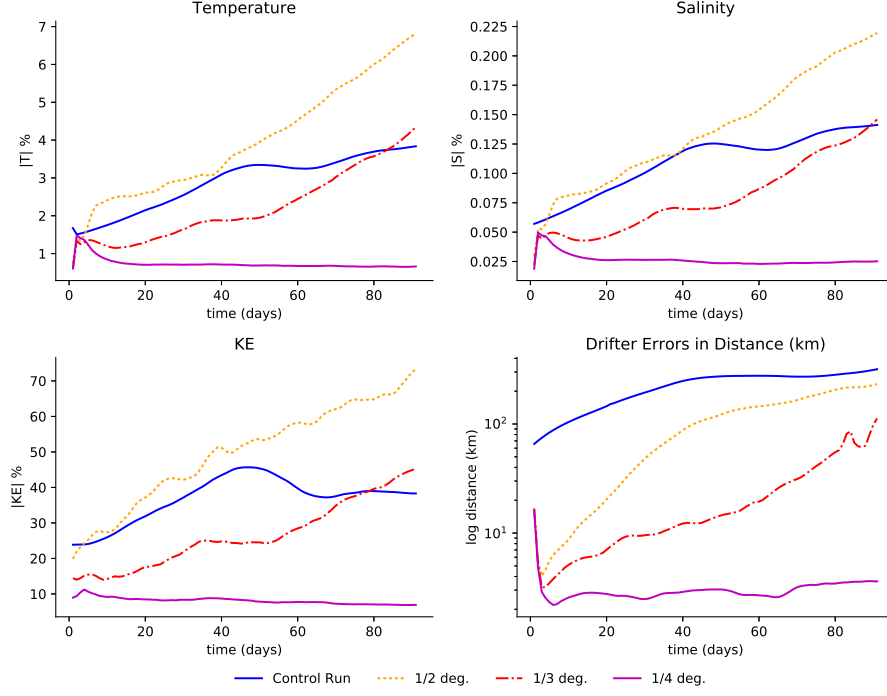 Temperature
Salinity
7
6
5
4
3
2
1
|T| %
0
20
40
60
80
time (days)
0.225
0.200
0.175
0.150
0.125
0.100
0.075
0.050
0.025
|S| %
0
20
40
60
80
time (days)
KE
Drifter Errors in Distance (km)
70
60
50
40
30
20
10
|KE| %
0
20
40
60
80
time (days)
10²
10¹
log distance (km)
0
20
40
60
80
time (days)
Control Run
1/2 deg.
1/3 deg.
1/4 deg.